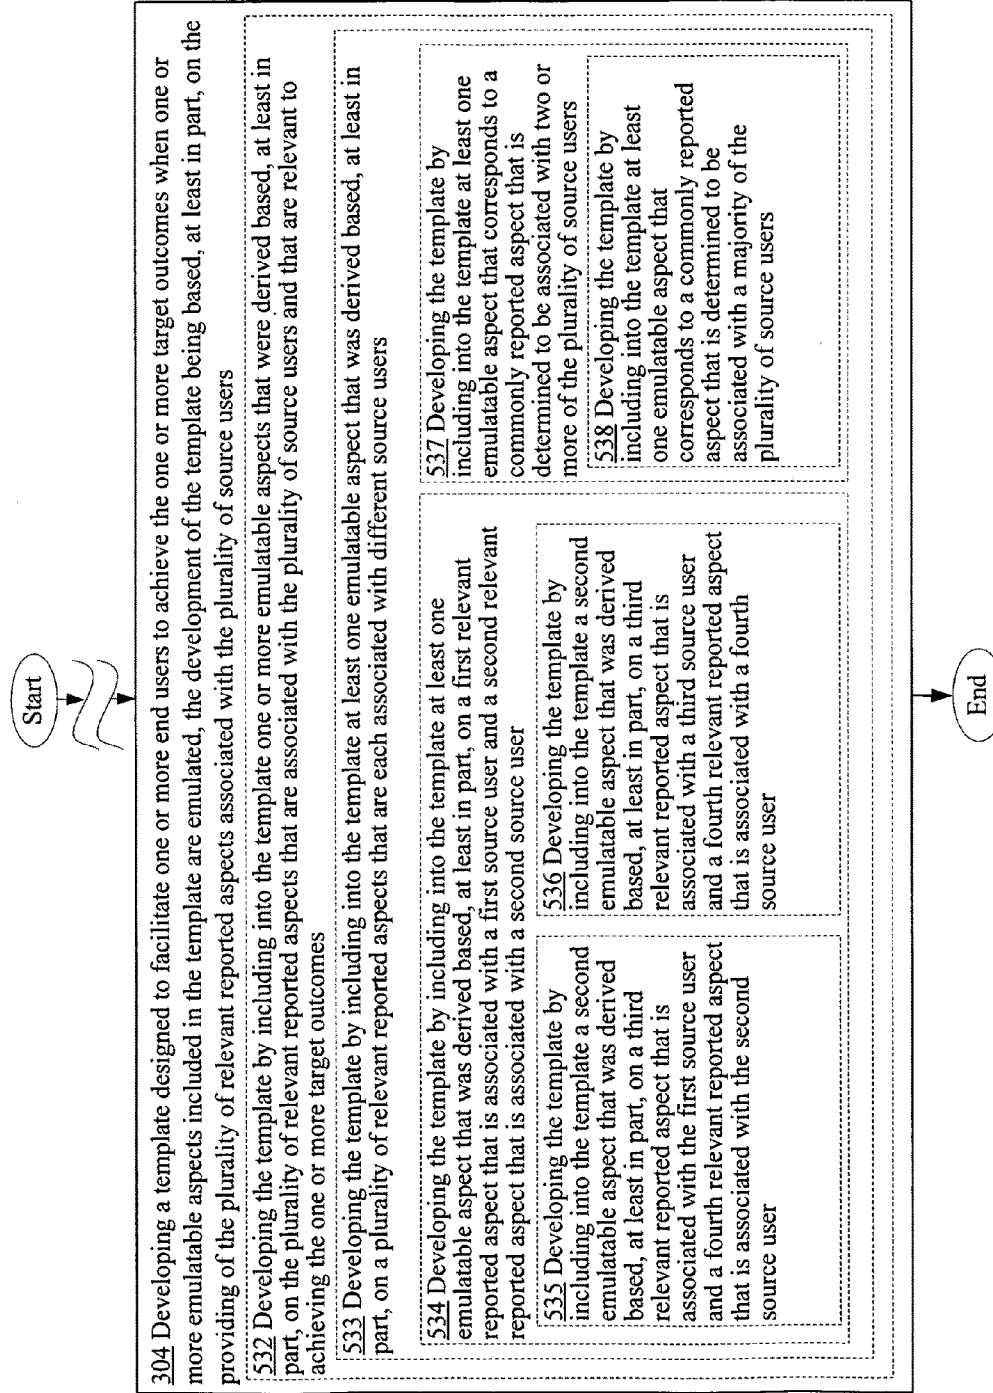 Start
304 Developing a template designed to facilitate one or more end users to achieve the one or more target outcomes when one or
more emulatable aspects included in the template are emulated, the development of the template being based, at least in part, on the
providing of the plurality of relevant reported aspects associated with the plurality of source users
532 Developing the template by including into the template one or more emulatable aspects that were derived based, at least in
part, on the plurality of relevant reported aspects that are associated with the plurality of source users and that are relevant to
achieving the one or more target outcomes
533 Developing the template by including into the template at least one emulatable aspect that was derived based, at least in
part, on a plurality of relevant reported aspects that are each associated with different source users
534 Developing the template by including into the template at least one
emulatable aspect that was derived based, at least in part, on a first relevant
reported aspect that is associated with a first source user and a second relevant
reported aspect that is associated with a second source user
535 Developing the template by
including into the template a second
emulatable aspect that was derived
based, at least in part, on a third
relevant reported aspect that is
associated with the first source user
and a fourth relevant reported aspect
that is associated with the second
source user
536 Developing the template by
including into the template a second
emulatable aspect that was derived
based, at least in part, on a third
relevant reported aspect that is
associated with a third source user
and a fourth relevant reported aspect
that is associated with a fourth
source user
537 Developing the template by
including into the template at least one
emulatable aspect that corresponds to a
commonly reported aspect that is
determined to be associated with two or
more of the plurality of source users
538 Developing the template by
including into the template at least
one emulatable aspect that
corresponds to a commonly reported
aspect that is determined to be
associated with a majority of the
plurality of source users
End